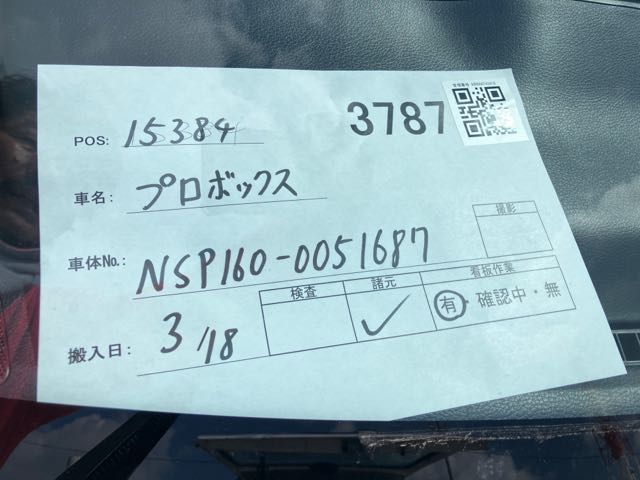 POS: 15384
3787
車名: プロボックス
車体No.: NSP160-0051687
撮影
搬入日: 3/18
検査
諸元
✓
看板作業
有・確認中・無